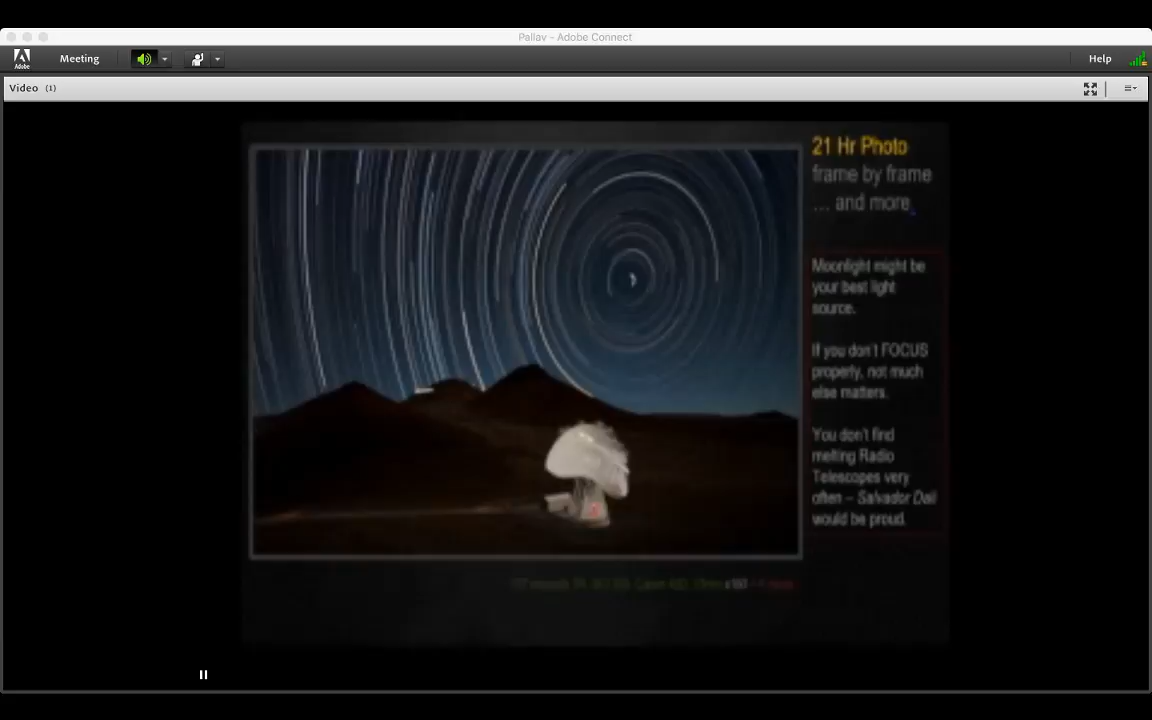 Pallav - Adobe Connect
Adobe
Meeting
Help
Video (1)
21 Hr Photo
frame by frame
... and more
Moonlight might be
your best light
source.
If you don't FOCUS
properly, not much
else matters.
You don't find
melting Radio
Telescopes very
often – Salvador Dali
would be proud.